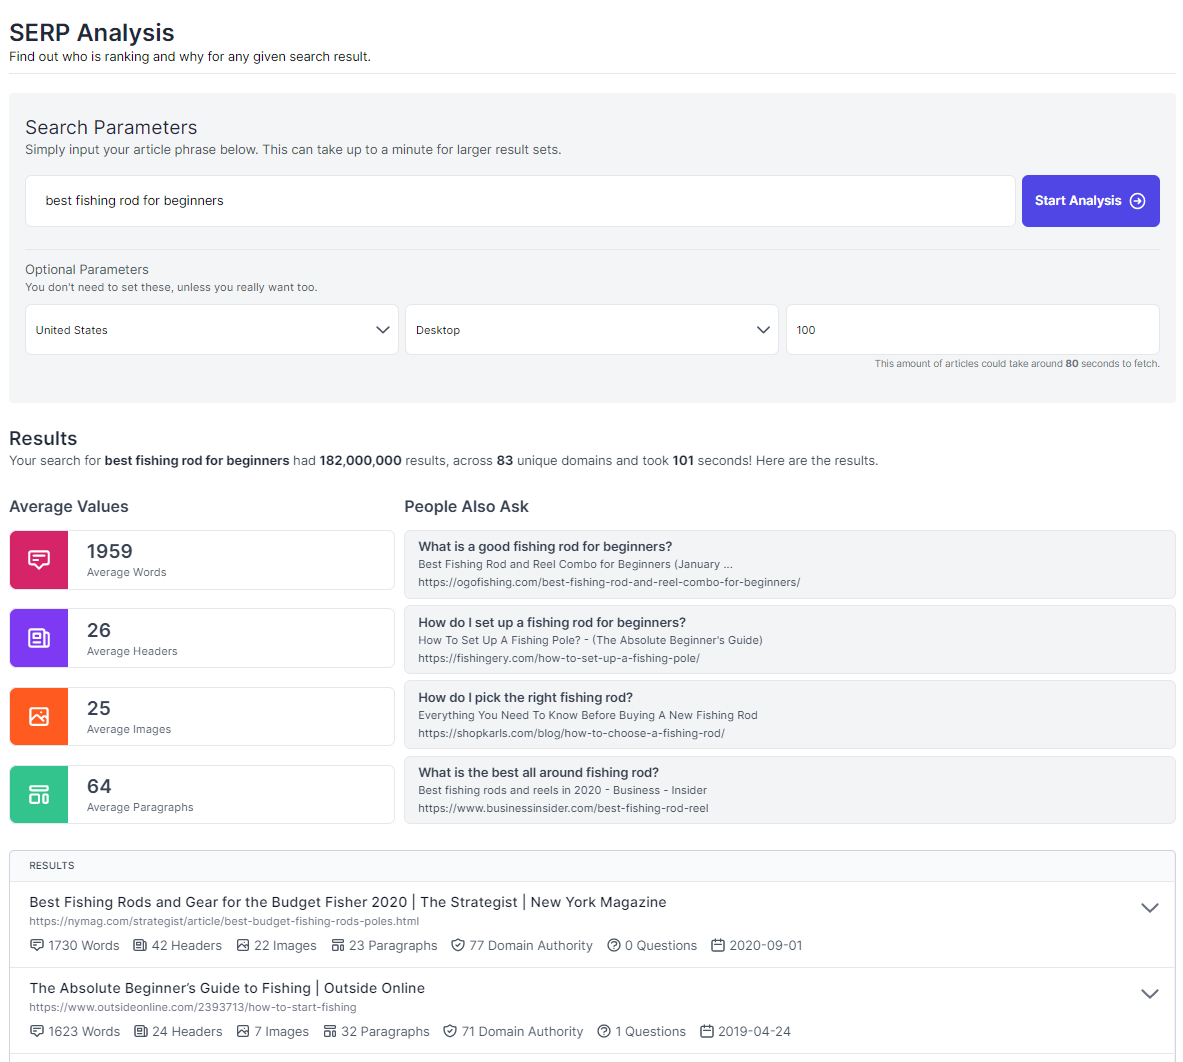 SERP Analysis
Find out who is ranking and why for any given search result.
Search Parameters
Simply input your article phrase below. This can take up to a minute for larger result sets.
best fishing rod for beginners
Start Analysis
Optional Parameters
You don't need to set these, unless you really want too.
United States
Desktop
100
This amount of articles could take around 80 seconds to fetch.
Results
Your search for best fishing rod for beginners had 182,000,000 results, across 83 unique domains and took 101 seconds! Here are the results.
Average Values
1959
Average Words
26
Average Headers
25
Average Images
64
Average Paragraphs
People Also Ask
What is a good fishing rod for beginners?
Best Fishing Rod and Reel Combo for Beginners (January ...
https://ogofishing.com/best-fishing-rod-and-reel-combo-for-beginners/
How do I set up a fishing rod for beginners?
How To Set Up A Fishing Pole? - (The Absolute Beginner's Guide)
https://fishingery.com/how-to-set-up-a-fishing-pole/
How do I pick the right fishing rod?
Everything You Need To Know Before Buying A New Fishing Rod
https://shopkarls.com/blog/how-to-choose-a-fishing-rod/
What is the best all around fishing rod?
Best fishing rods and reels in 2020 - Business - Insider
https://www.businessinsider.com/best-fishing-rod-reel
RESULTS
Best Fishing Rods and Gear for the Budget Fisher 2020 | The Strategist | New York Magazine
https://nymag.com/strategist/article/best-budget-fishing-rods-poles.html
1730 Words 42 Headers 22 Images 23 Paragraphs 77 Domain Authority 0 Questions 2020-09-01
The Absolute Beginner’s Guide to Fishing | Outside Online
https://www.outsideonline.com/2393713/how-to-start-fishing
1623 Words 24 Headers 7 Images 32 Paragraphs 71 Domain Authority 1 Questions 2019-04-24